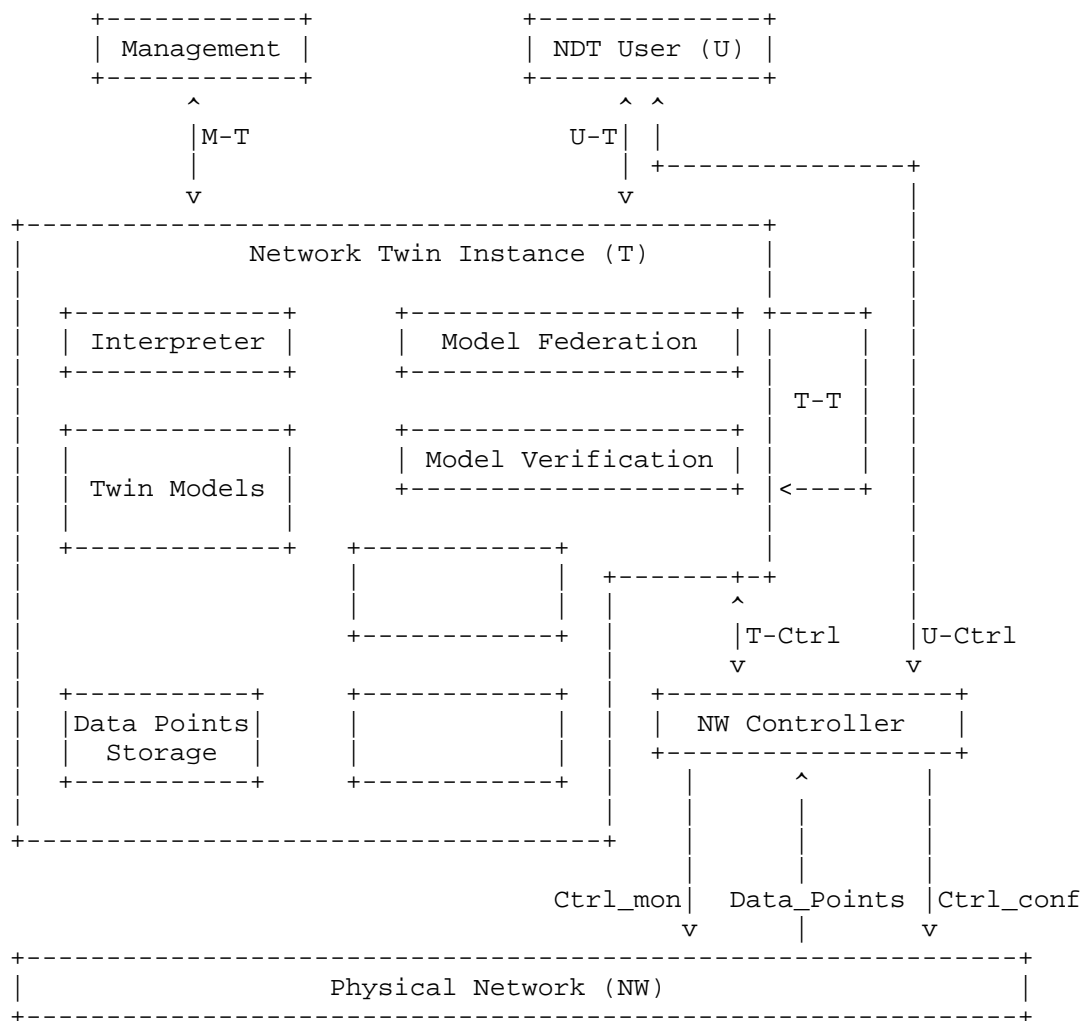 Management
NDT User (U)
M-T
U-T
Network Twin Instance (T)
Interpreter
Model Federation
T-T
Model Verification
Twin Models
T-Ctrl
U-Ctrl
Data Points
Storage
NW Controller
Ctrl_mon
Data_Points
Ctrl_conf
Physical Network (NW)